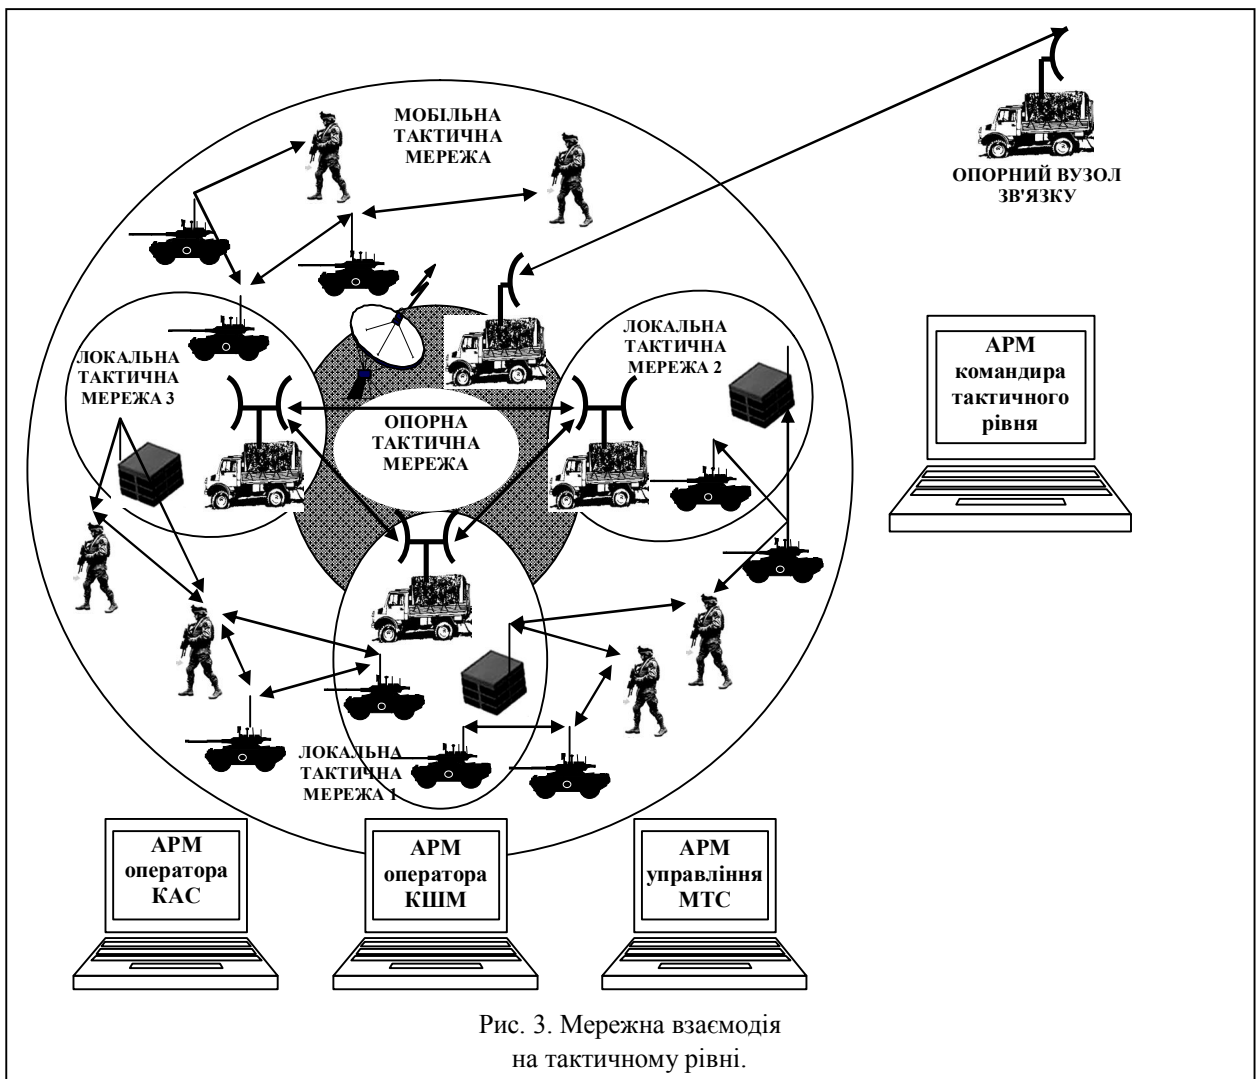 МОБІЛЬНА
ТАКТИЧНА
МЕРЕЖА
ОПОРНИЙ ВУЗОЛ
ЗВ'ЯЗКУ
ЛОКАЛЬНА
ТАКТИЧНА
МЕРЕЖА 3
ЛОКАЛЬНА
ТАКТИЧНА
МЕРЕЖА 2
ОПОРНА
ТАКТИЧНА
МЕРЕЖА
АРМ
командира
тактичного
рівня
ЛОКАЛЬНА
ТАКТИЧНА
МЕРЕЖА 1
АРМ
оператора
КАС
АРМ
оператора
КШМ
АРМ
управління
МТС
Рис. 3. Мережна взаємодія
на тактичному рівні.